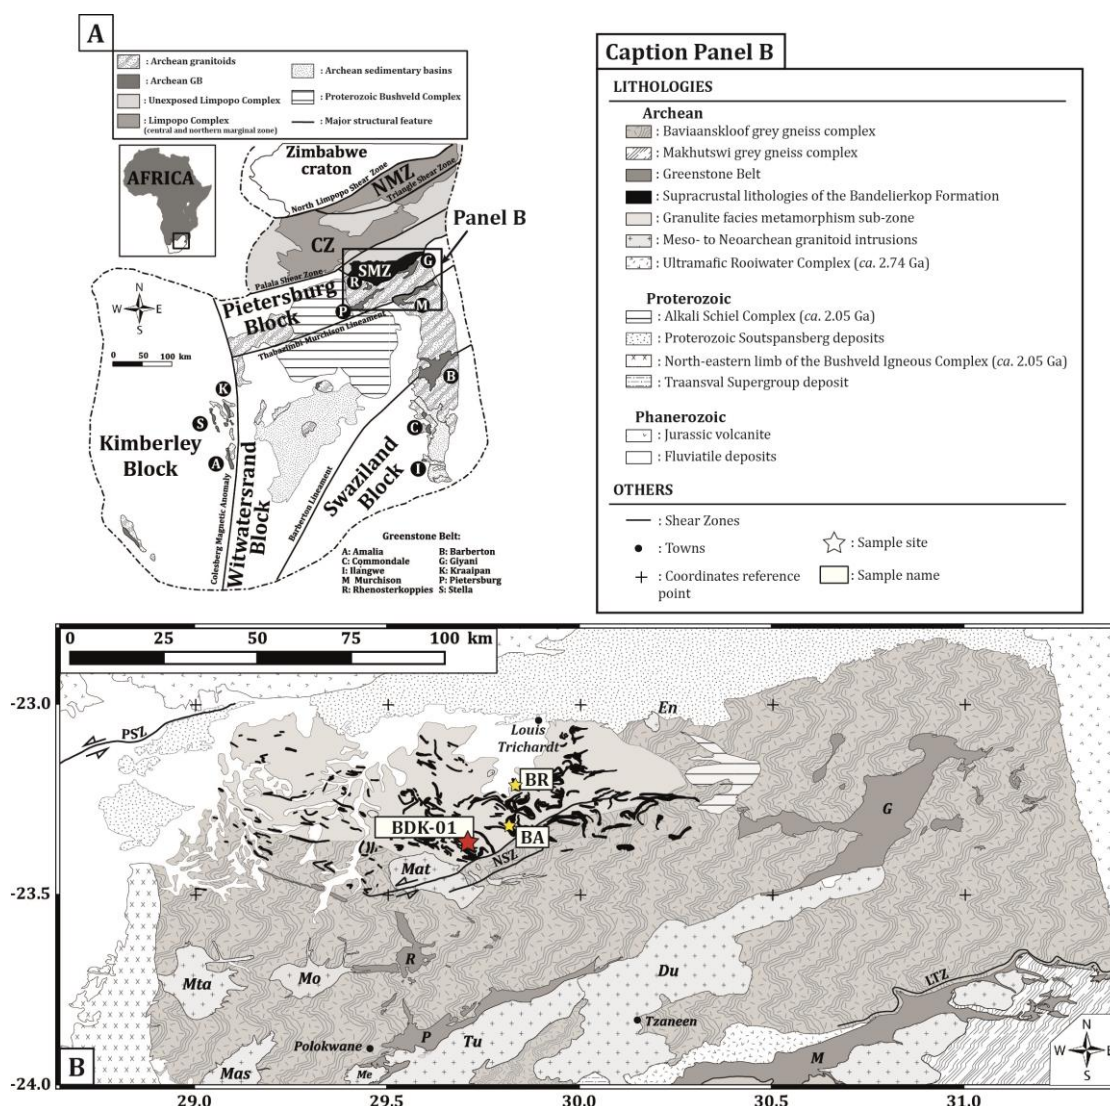 A
: Archean granitoids
: Archean GB
: Unexposed Limpopo Complex
: Limpopo Complex
(central and northern marginal zone)
: Archean sedimentary basins
: Proterozoic Bushveld Complex
: Major structural feature
AFRICA
Zimbabwe
craton
North Limpopo Shear Zone
NMZ
Triangle Shear Zone
Panel B
CZ
G
SMZ
R
Palala Shear Zone
Pietersburg
Block
P
M
Thabazimbi Murchison Lineament
N
W E
S
0 50 100 km
K
S
A
B
C
I
Kimberley
Block
Colesberg Magnetic Anomaly
Witwatersrand
Block
Barberton Lineament
Swaziland
Block
Greenstone Belt:
A: Amalia B: Barberton
C: Commondale G: Giyani
I: Ilangwe K: Kraaipan
M Murchison P: Pietersburg
R: Rhenosterkoppies S: Stella
Caption Panel B
LITHOLOGIES
Archean
: Baviaanskloof grey gneiss complex
: Makhutswi grey gneiss complex
: Greenstone Belt
: Supracrustal lithologies of the Bandelierkop Formation
: Granulite facies metamorphism sub-zone
: Meso- to Neoarchean granitoid intrusions
: Ultramafic Rooiwater Complex (ca. 2.74 Ga)
Proterozoic
: Alkali Schiel Complex (ca. 2.05 Ga)
: Proterozoic Soutspansberg deposits
: North-eastern limb of the Bushveld Igneous Complex (ca. 2.05 Ga)
: Traansval Supergroup deposit
Phanerozoic
: Jurassic volcanite
: Fluviatile deposits
OTHERS
: Shear Zones
: Towns
: Coordinates reference
point
: Sample site
: Sample name
0 25 50 75 100 km
-23.0
PSZ
Louis
Trichardt
En
BR
BDK-01
BA
G
Mat
NSZ
-23.5
R
Mta
Mo
Du
LTZ
Tzaneen
Polokwane
P
Tu
M
Mas
Me
N
W E
S
B
-24.0
29.0 29.5 30.0 30.5 31.0